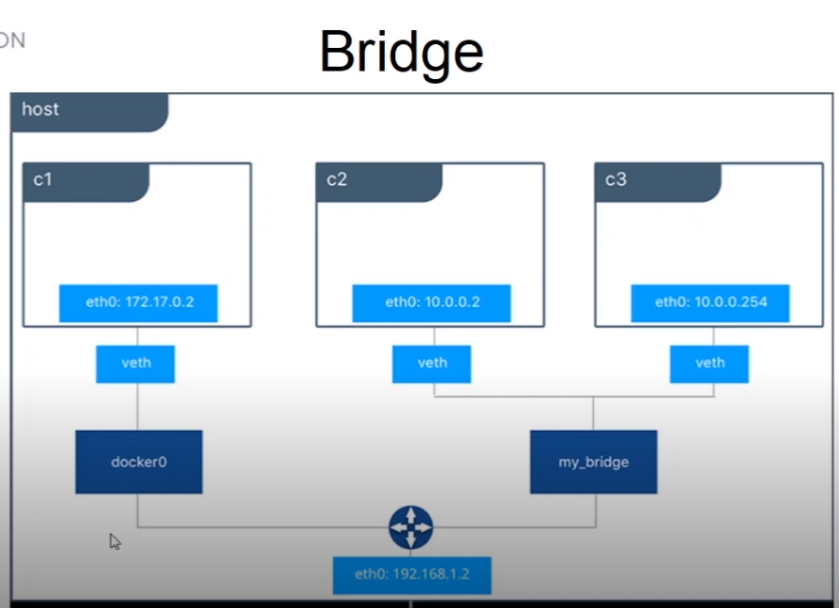 ON
Bridge
host
c1
c2
c3
eth0: 172.17.0.2
eth0: 10.0.0.2
eth0: 10.0.0.254
veth
veth
veth
docker0
my_bridge
eth0: 192.168.1.2